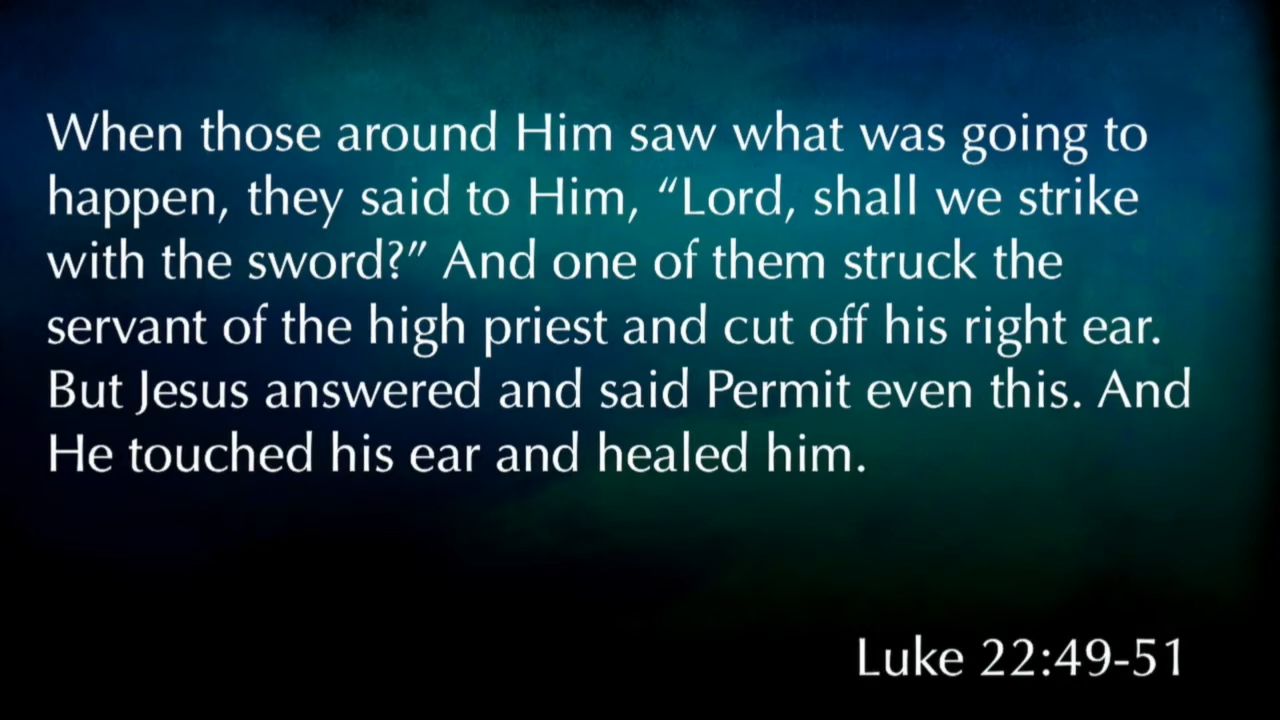 When those around Him saw what was going to
happen, they said to Him, “Lord, shall we strike
with the sword?” And one of them struck the
servant of the high priest and cut off his right ear.
But Jesus answered and said Permit even this. And
He touched his ear and healed him.
Luke 22:49-51